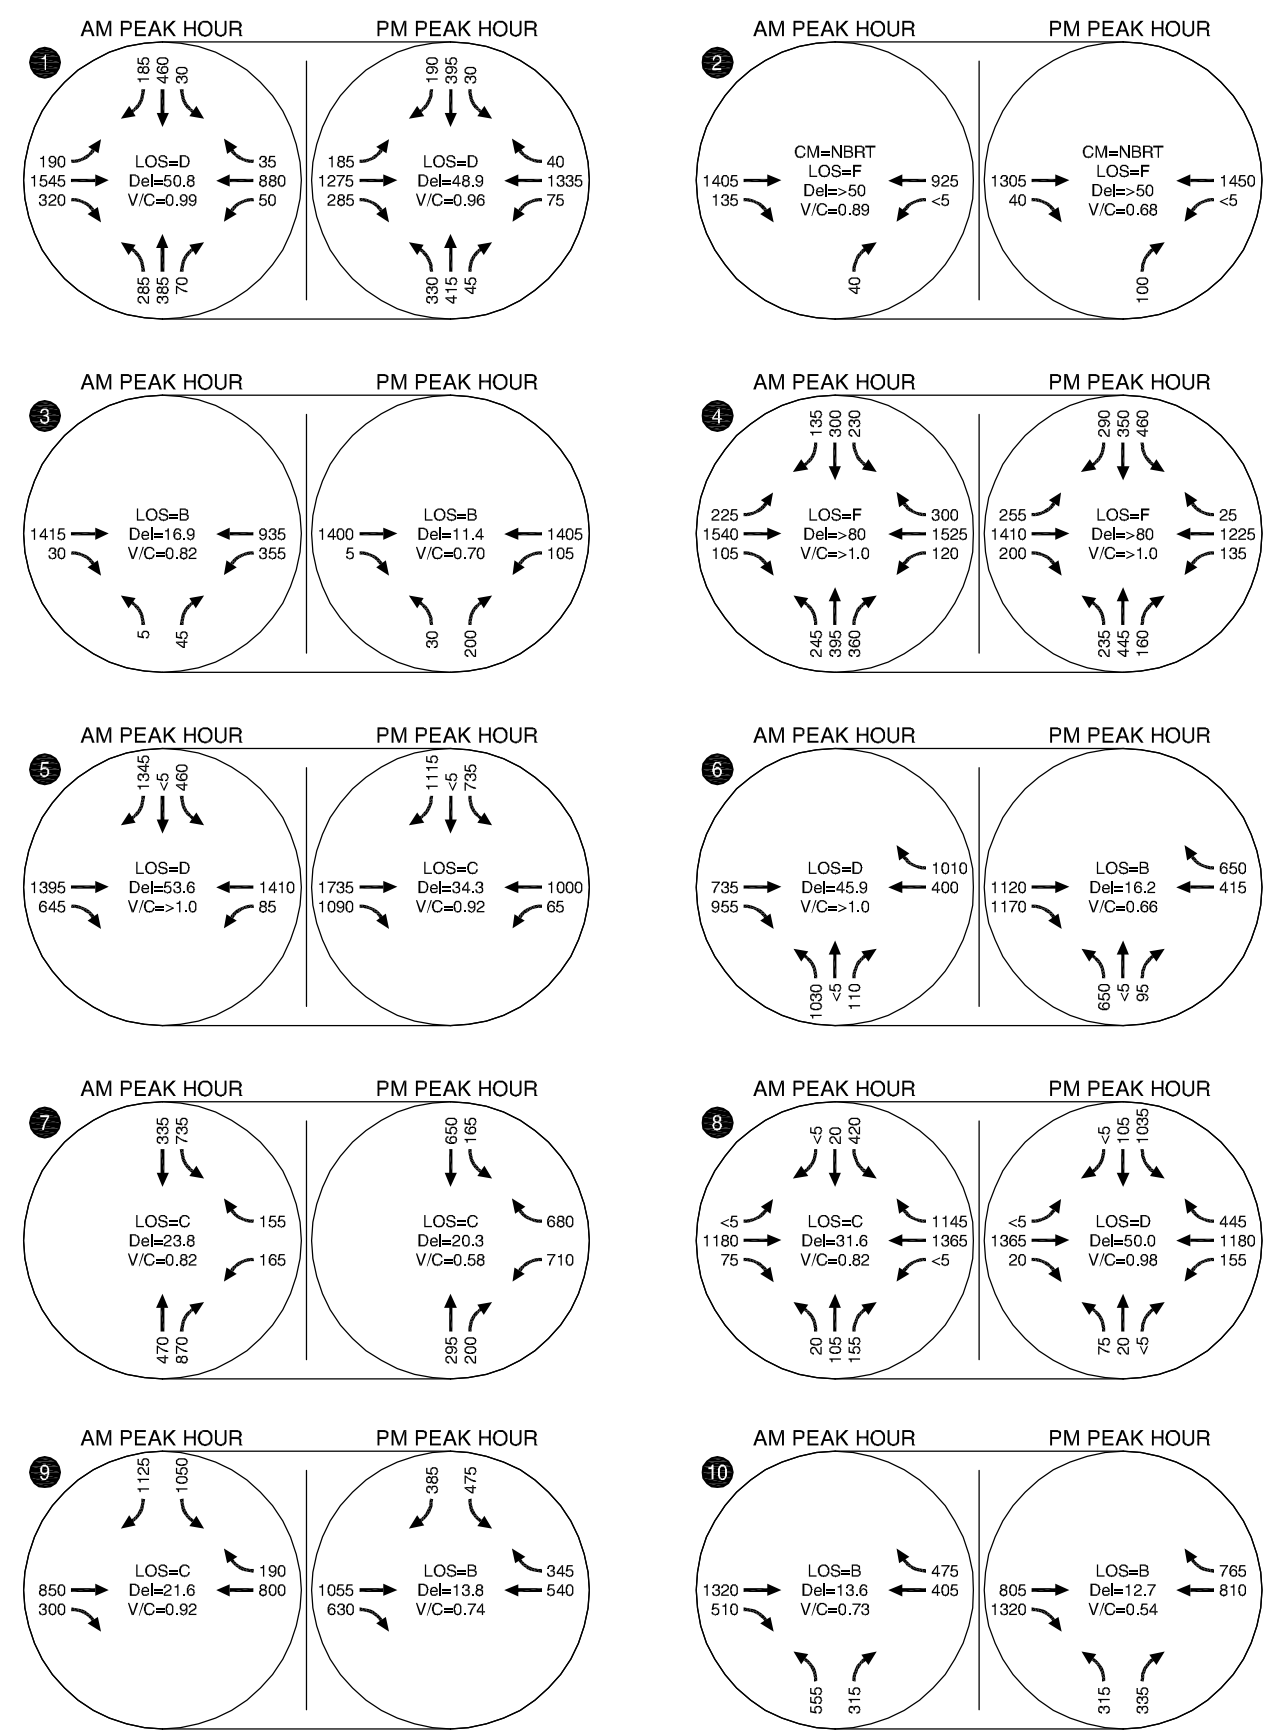 AM PEAK HOUR PM PEAK HOUR
1
185 460 30
190 395 30
190 1545 320
LOS=D
Del=50.8
V/C=0.99
35 880 50
185 1275 285
LOS=D
Del=48.9
V/C=0.96
40 1335 75
285 385 70
330 415 45
AM PEAK HOUR PM PEAK HOUR
2
1405 135
CM=NBRT
LOS=F
Del=>50
V/C=0.89
925 <5
1305 40
CM=NBRT
LOS=F
Del=>50
V/C=0.68
1450 <5
40
100
AM PEAK HOUR PM PEAK HOUR
3
1415 30
LOS=B
Del=16.9
V/C=0.82
935 355
1400 5
LOS=B
Del=11.4
V/C=0.70
1405 105
5 45
30 200
AM PEAK HOUR PM PEAK HOUR
4
135 300 230
290 350 460
225 1540 105
LOS=F
Del=>80
V/C=>1.0
300 1525 120
255 1410 200
LOS=F
Del=>80
V/C=>1.0
25 1225 135
245 395 360
235 445 160
AM PEAK HOUR PM PEAK HOUR
5
1345 <5 460
1115 <5 735
1395 645
LOS=D
Del=53.6
V/C=>1.0
1410 85
1735 1090
LOS=C
Del=34.3
V/C=0.92
1000 65
AM PEAK HOUR PM PEAK HOUR
6
735 955
LOS=D
Del=45.9
V/C=>1.0
1010 400
1120 1170
LOS=B
Del=16.2
V/C=0.66
650 415
1030 <5 110
650 <5 95
AM PEAK HOUR PM PEAK HOUR
7
335 735
650 165
LOS=C
Del=23.8
V/C=0.82
155 165
LOS=C
Del=20.3
V/C=0.58
680 710
470 870
295 200
AM PEAK HOUR PM PEAK HOUR
8
<5 20 420
<5 105 1035
<5 1180 75
LOS=C
Del=31.6
V/C=0.82
1145 1365 <5
<5 1365 20
LOS=D
Del=50.0
V/C=0.98
445 1180 155
20 105 155
75 20 <5
AM PEAK HOUR PM PEAK HOUR
9
1125 1050
385 475
850 300
LOS=C
Del=21.6
V/C=0.92
190 800
1055 630
LOS=B
Del=13.8
V/C=0.74
345 540
AM PEAK HOUR PM PEAK HOUR
10
1320 510
LOS=B
Del=13.6
V/C=0.73
475 405
805 1320
LOS=B
Del=12.7
V/C=0.54
765 810
555 315
315 335